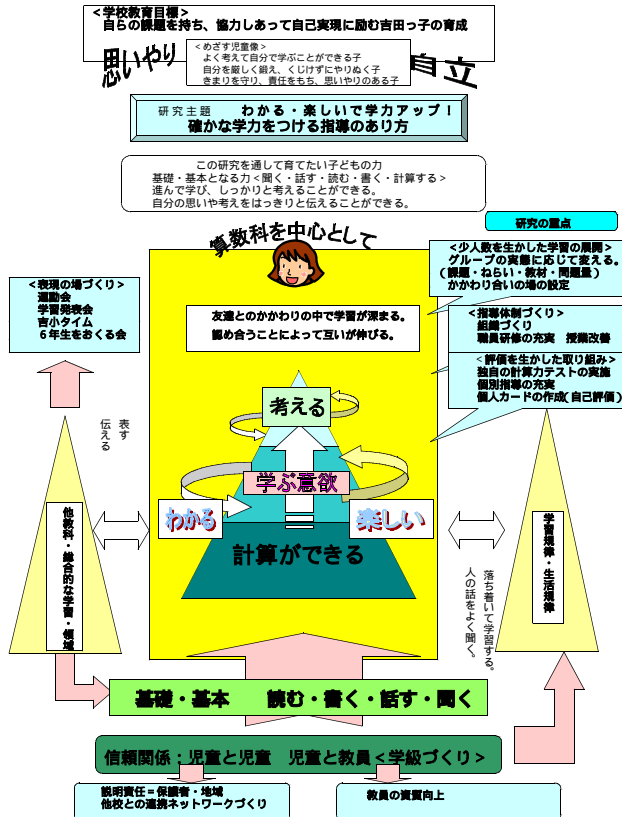 ＜学校教育目標＞
自らの課題を持ち、協力しあって自己実現に励む吉田っ子の育成
思いやり
＜めざす児童像＞
よく考えて自分で学ぶことができる子
自分を厳しく鍛え、くじけずにやりぬく子
きまりを守り、責任をもち、思いやりのある子
自立
研究主題　わかる・楽しいで学力アップ！
確かな学力をつける指導のあり方
この研究を通して育てたい子どもの力
基礎・基本となる力＜聞く・話す・読む・書く・計算する＞
進んで学び、しっかりと考えることができる。
自分の思いや考えをはっきりと伝えることができる。
研究の重点
算数科を中心として
＜少人数を生かした学習の展開＞
グループの実態に応じて変える。
（課題・ねらい・教材・問題量）
かかわり合いの場の設定
＜表現の場づくり＞
運動会
学習発表会
吉小タイム
６年生をおくる会
友達とのかかわりの中で学習が深まる。
認め合うことによって互いが伸びる。
＜指導体制づくり＞
組織づくり
職員研修の充実　授業改善
＜評価を生かした取り組み＞
独自の計算力テストの実施
個別指導の充実
個人カードの作成（自己評価）
考える
表す
伝える
学ぶ意欲
わかる
楽しい
計算ができる
他教科・総合的な学習・領域
学習規律・生活規律
落ち着いて学習する。
人の話をよく聞く。
基礎・基本　読む・書く・話す・聞く
信頼関係：児童と児童　児童と教員＜学級づくり＞
説明責任＝保護者・地域
他校との連携ネットワークづくり
教員の資質向上